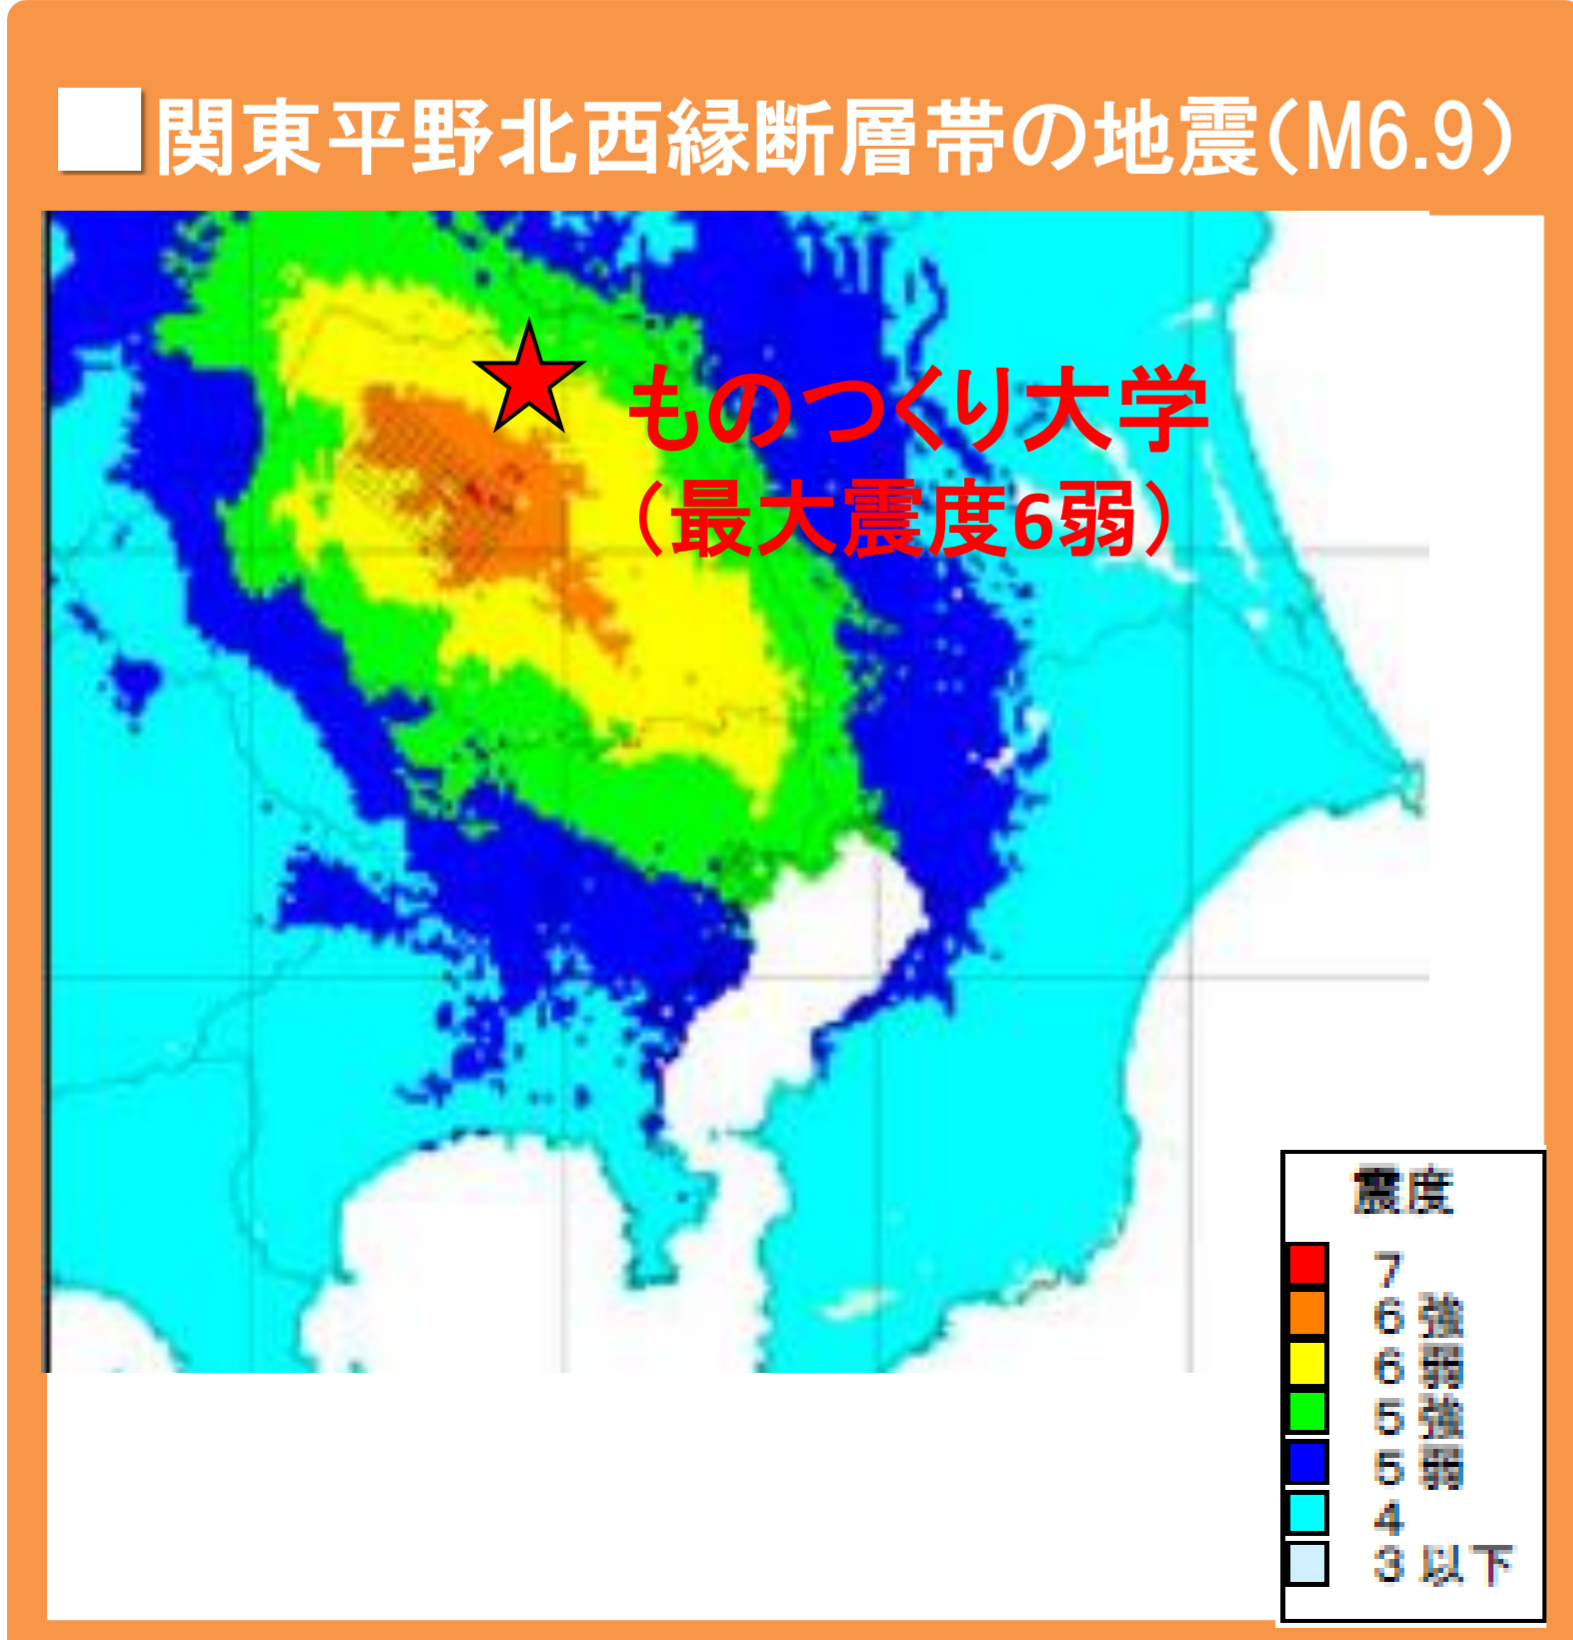 ■関東平野北西縁断層帯の地震（M6.9）
ものつくり大学
（最大震度6弱）
震度
7
6強
6弱
5強
5弱
4
3以下